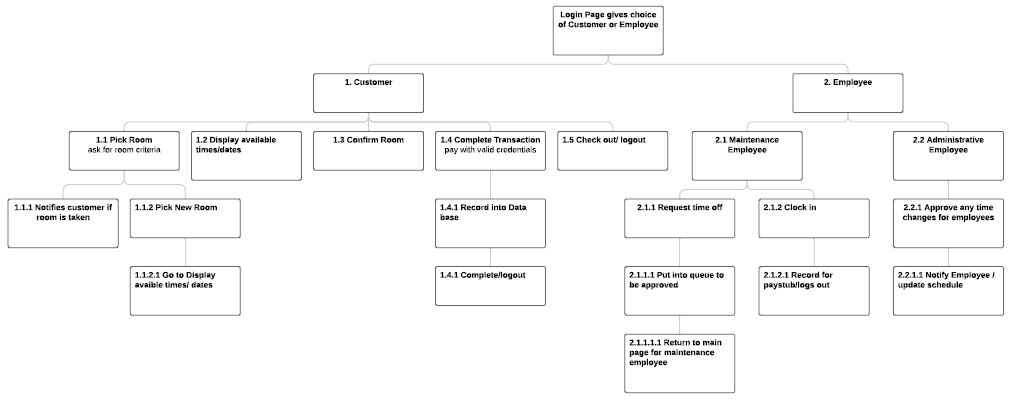 Login Page gives choice
of Customer or Employee
1. Customer
2. Employee
1.1 Pick Room
ask for room criteria
1.2 Display available
times/dates
1.3 Confirm Room
1.4 Complete Transaction
pay with valid credentials
1.5 Check out/ logout
2.1 Maintenance
Employee
2.2 Administrative
Employee
1.1.1 Notifies customer if
room is taken
1.1.2 Pick New Room
1.4.1 Record into Data
base
2.1.1 Request time off
2.1.2 Clock in
2.2.1 Approve any time
changes for employees
1.1.2.1 Go to Display
avaible times/ dates
1.4.1 Complete/logout
2.1.1.1 Put into queue to
be approved
2.1.2.1 Record for
paystub/logs out
2.2.1.1 Notify Employee /
update schedule
2.1.1.1.1 Return to main
page for maintenance
employee